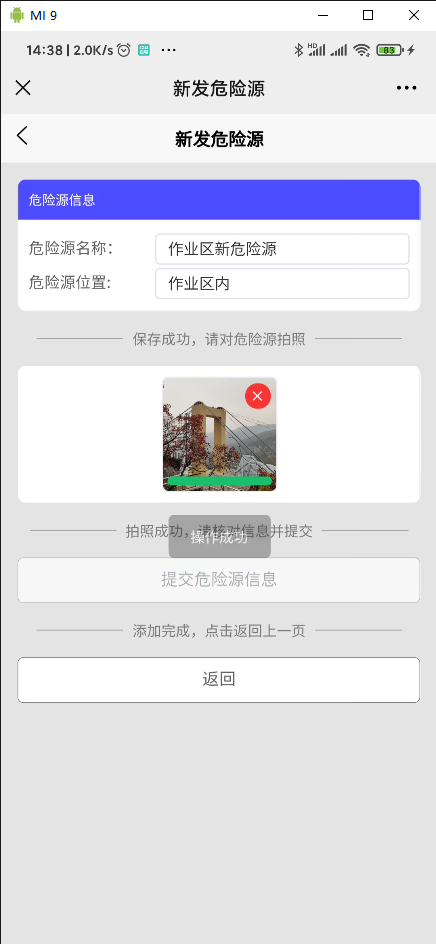 MI 9
14:38 | 2.0K/s
HD
83
新发危险源
新发危险源
危险源信息
危险源名称：
作业区新危险源
危险源位置:
作业区内
保存成功，请对危险源拍照
拍照成功，请核对信息并提交
操作成功
提交危险源信息
添加完成，点击返回上一页
返回